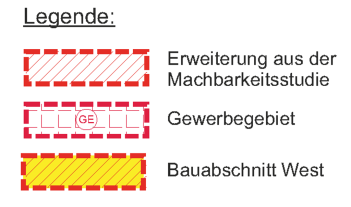 Legende:
Erweiterung aus der
Machbarkeitsstudie
GE
Gewerbegebiet
Bauabschnitt West